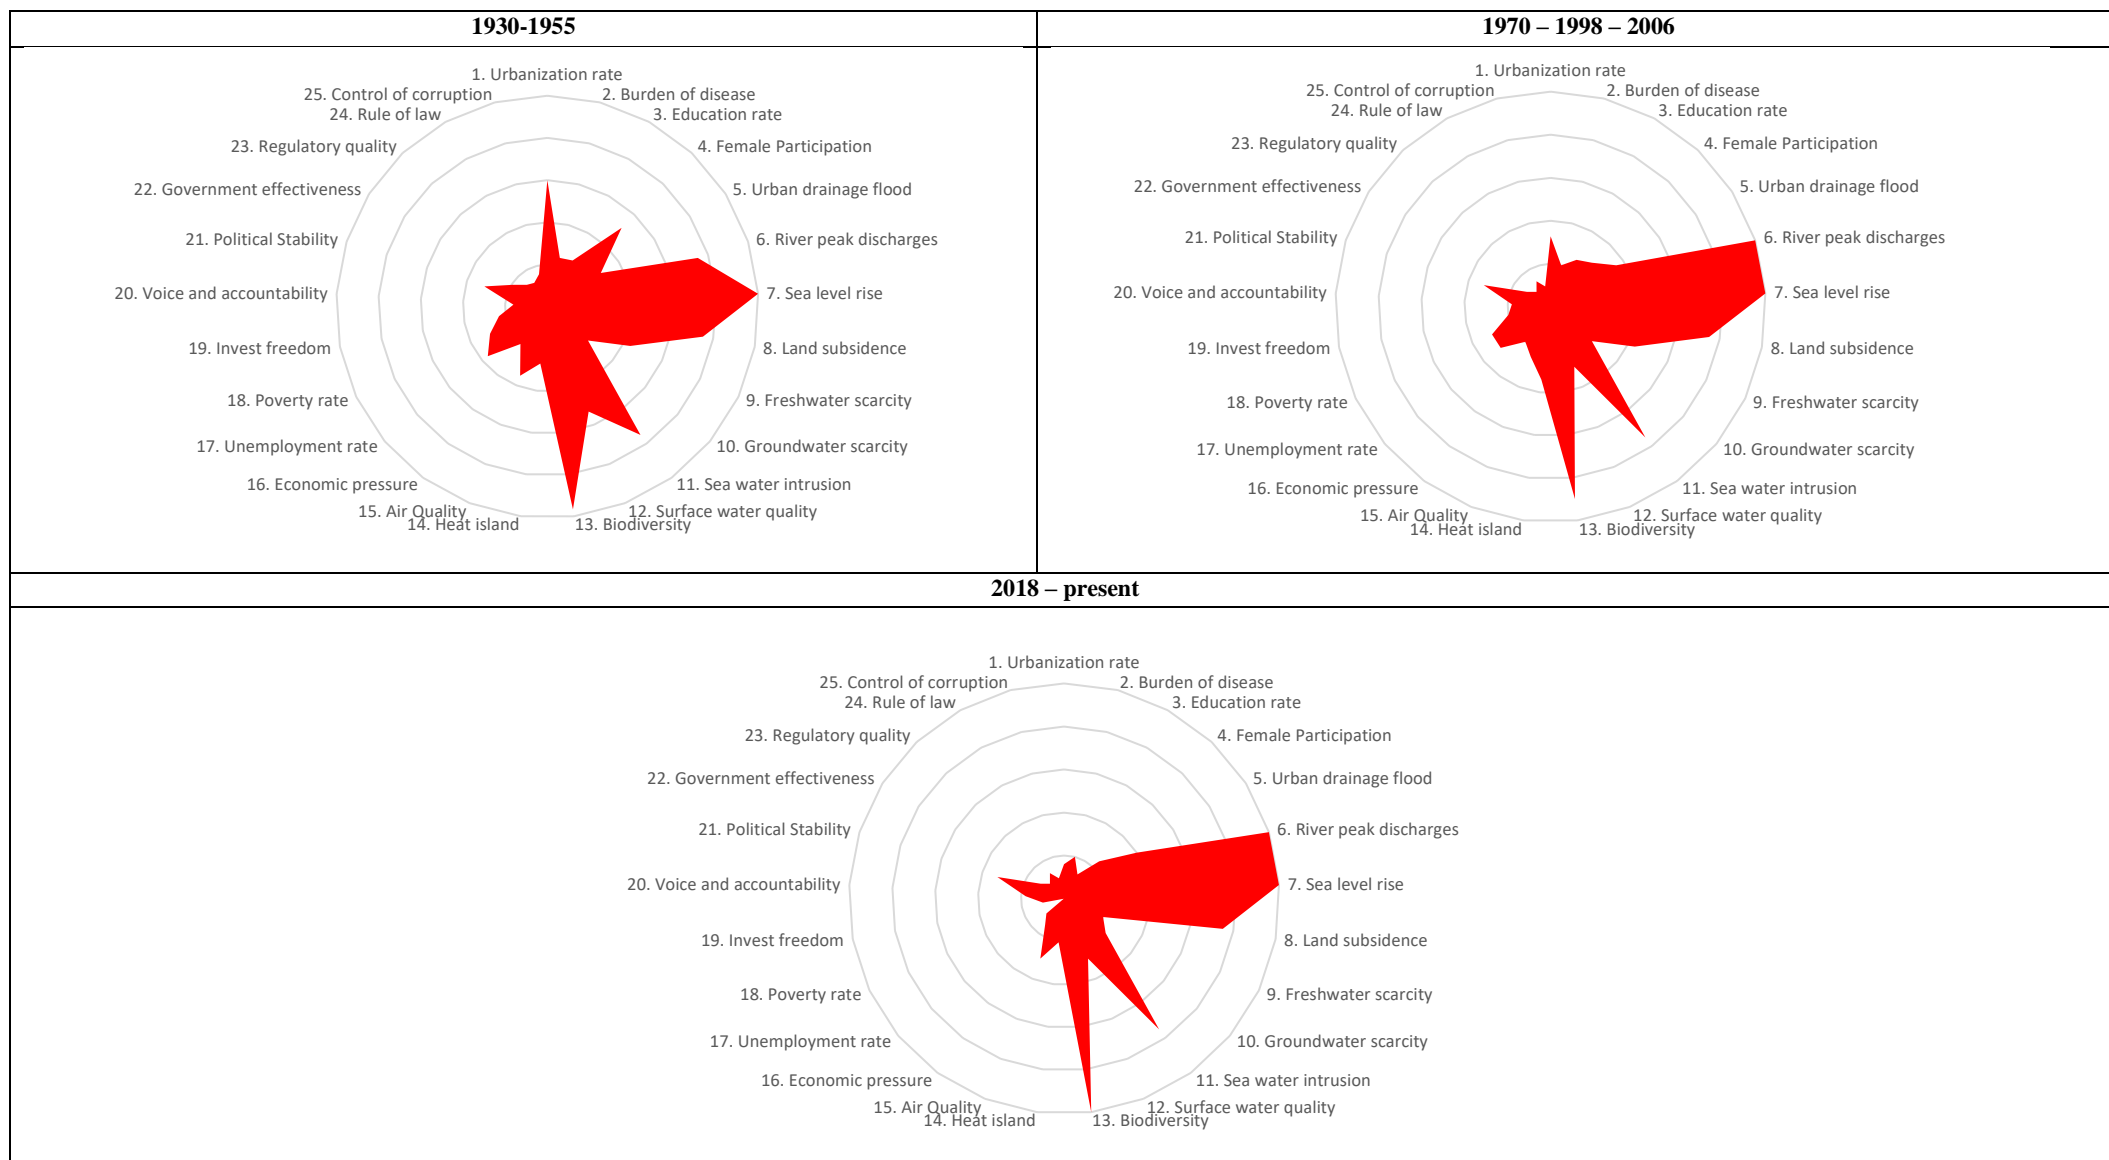 1930-1955
1. Urbanization rate
2. Burden of disease
3. Education rate
4. Female Participation
5. Urban drainage flood
6. River peak discharges
7. Sea level rise
8. Land subsidence
9. Freshwater scarcity
10. Groundwater scarcity
11. Sea water intrusion
12. Surface water quality
13. Biodiversity
14. Heat island
15. Air Quality
16. Economic pressure
17. Unemployment rate
18. Poverty rate
19. Invest freedom
20. Voice and accountability
21. Political Stability
22. Government effectiveness
23. Regulatory quality
24. Rule of law
25. Control of corruption
1970 – 1998 – 2006
1. Urbanization rate
2. Burden of disease
3. Education rate
4. Female Participation
5. Urban drainage flood
6. River peak discharges
7. Sea level rise
8. Land subsidence
9. Freshwater scarcity
10. Groundwater scarcity
11. Sea water intrusion
12. Surface water quality
13. Biodiversity
14. Heat island
15. Air Quality
16. Economic pressure
17. Unemployment rate
18. Poverty rate
19. Invest freedom
20. Voice and accountability
21. Political Stability
22. Government effectiveness
23. Regulatory quality
24. Rule of law
25. Control of corruption
2018 – present
1. Urbanization rate
2. Burden of disease
3. Education rate
4. Female Participation
5. Urban drainage flood
6. River peak discharges
7. Sea level rise
8. Land subsidence
9. Freshwater scarcity
10. Groundwater scarcity
11. Sea water intrusion
12. Surface water quality
13. Biodiversity
14. Heat island
15. Air Quality
16. Economic pressure
17. Unemployment rate
18. Poverty rate
19. Invest freedom
20. Voice and accountability
21. Political Stability
22. Government effectiveness
23. Regulatory quality
24. Rule of law
25. Control of corruption